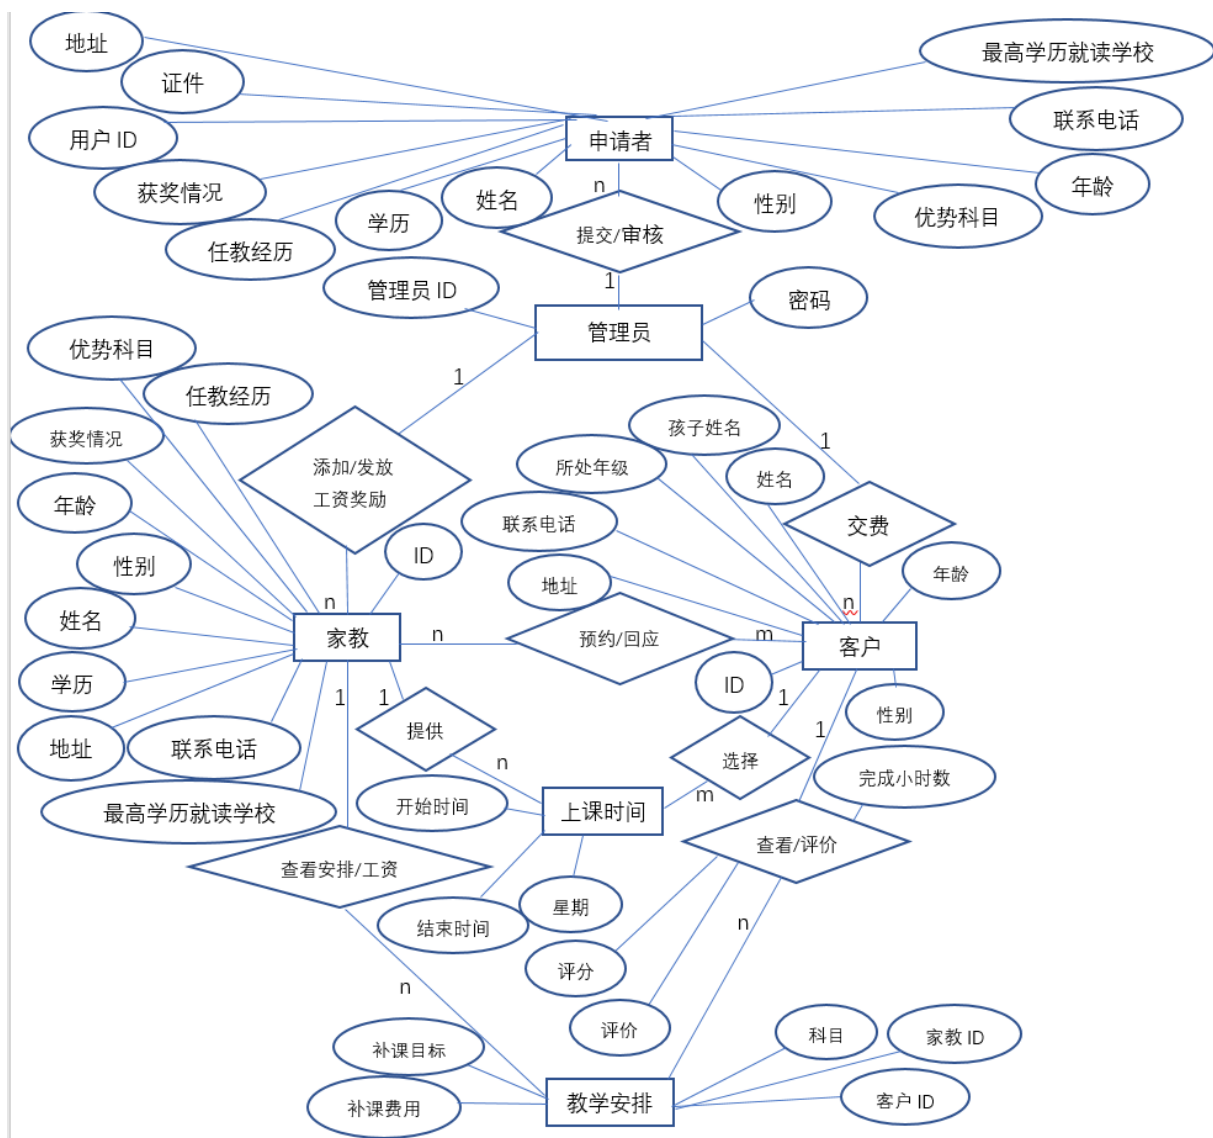 地址
最高学历就读学校
证件
联系电话
用户 ID
申请者
获奖情况
n
姓名
性别
年龄
学历
优势科目
任教经历
提交/审核
1
管理员 ID
密码
管理员
优势科目
1
任教经历
孩子姓名
获奖情况
1
所处年级
姓名
添加/发放
工资奖励
年龄
联系电话
交费
ID
性别
地址
年龄
n
n
姓名
家教
n
预约/回应
m
客户
学历
ID
1
1
1
性别
地址
联系电话
提供
1
选择
n
完成小时数
开始时间
m
最高学历就读学校
上课时间
查看/评价
查看安排/工资
星期
结束时间
n
评分
n
评价
科目
家教 ID
补课目标
教学安排
客户 ID
补课费用